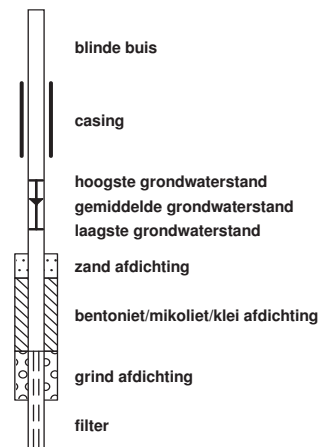 blinde buis
casing
hoogste grondwaterstand
gemiddelde grondwaterstand
laagste grondwaterstand
zand afdichting
bentoniet/mikoliet/klei afdichting
grind afdichting
filter